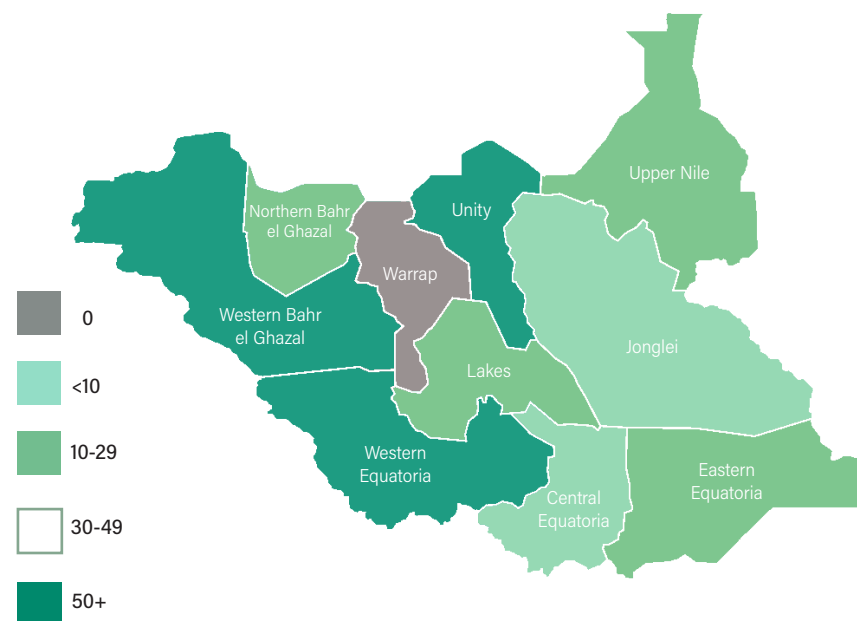 Upper Nile
Northern Bahr
el Ghazal
Unity
Warrap
Western Bahr
el Ghazal
Jonglei
Lakes
Western
Equatoria
Eastern
Equatoria
Central
Equatoria
0
<10
10-29
30-49
50+